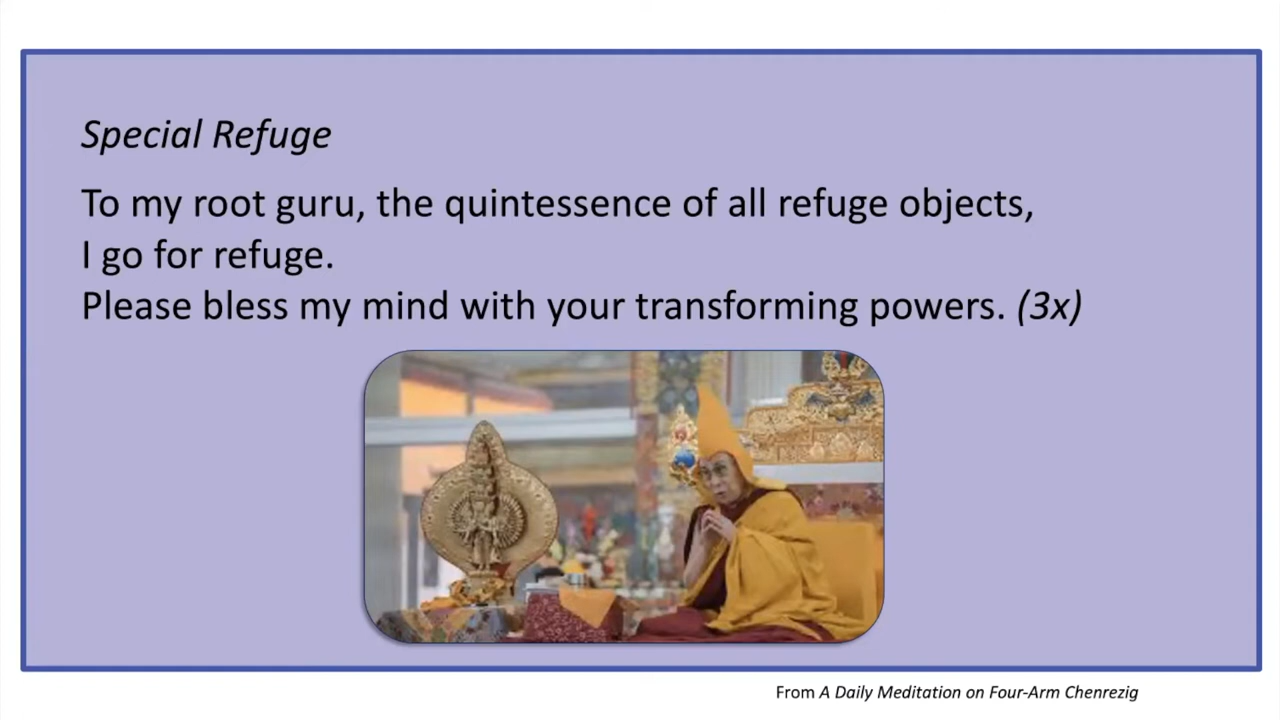 Special Refuge
To my root guru, the quintessence of all refuge objects,
I go for refuge.
Please bless my mind with your transforming powers. (3x)
From A Daily Meditation on Four-Arm Chenrezig